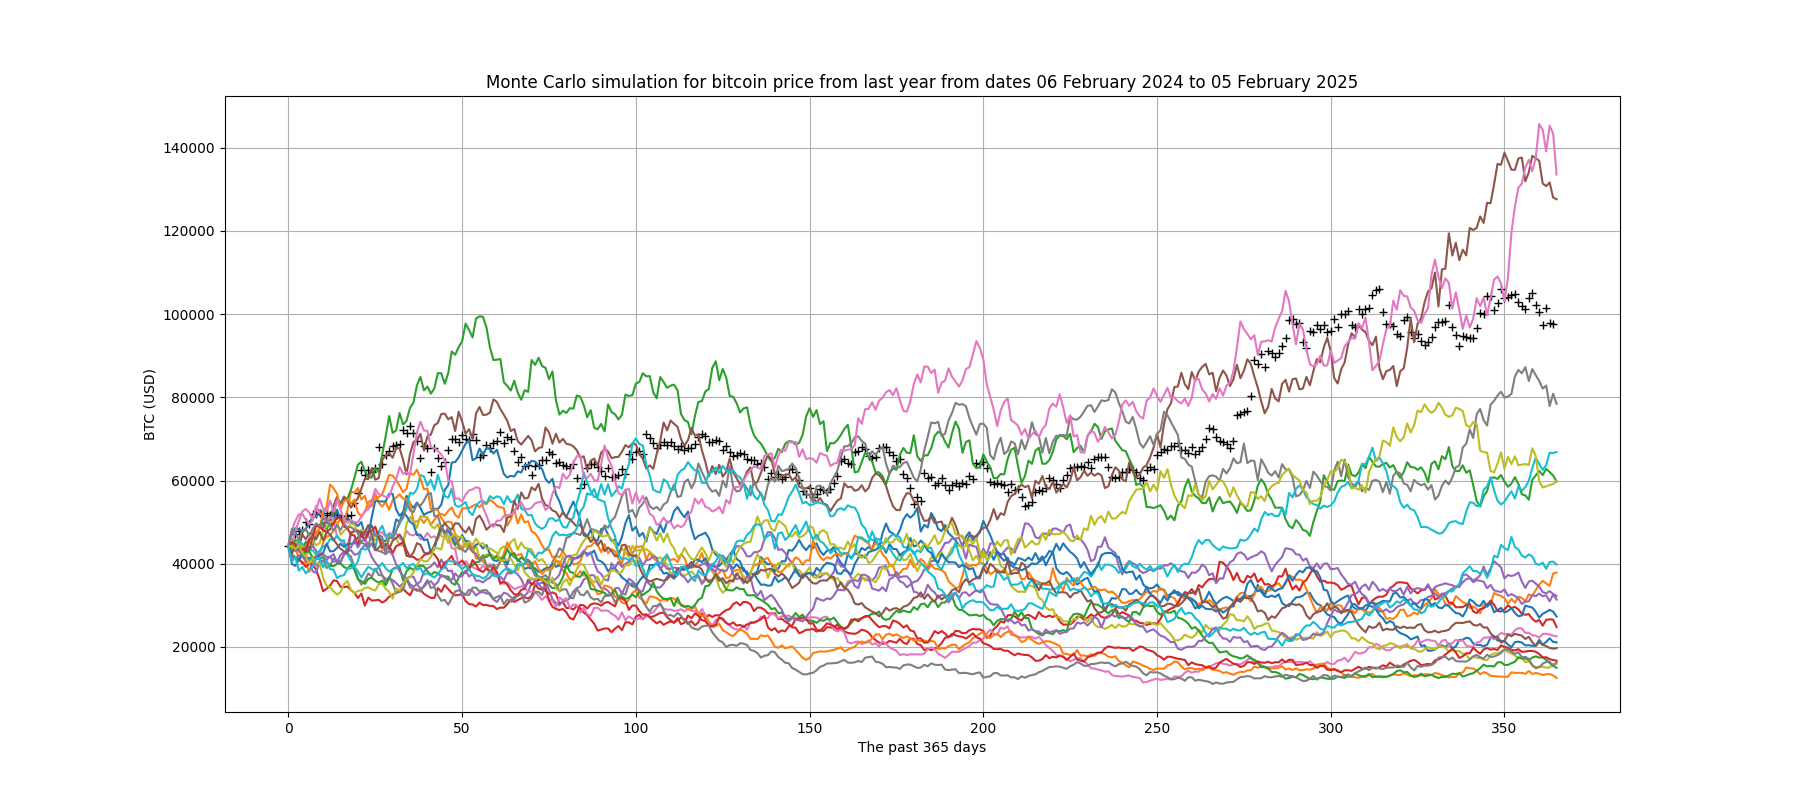 Monte Carlo simulation for bitcoin price from last year from dates 06 February 2024 to 05 February 2025
140000
120000
100000
80000
60000
40000
20000
BTC (USD)
0 50 100 150 200 250 300 350
The past 365 days